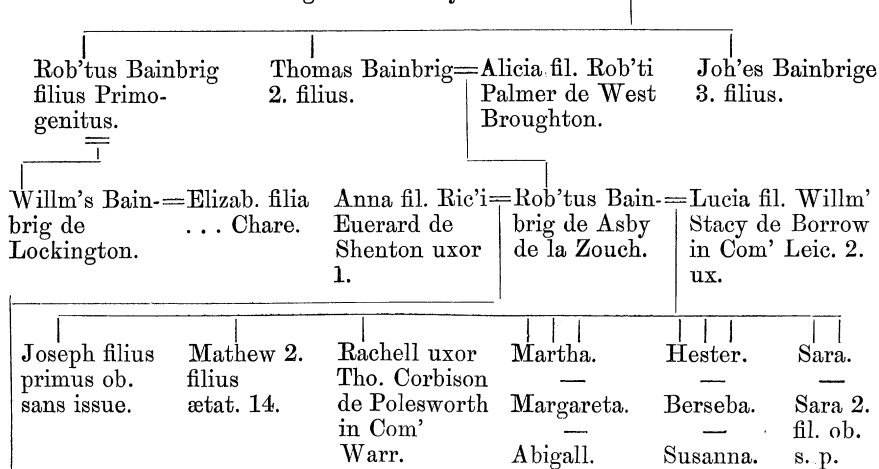 Rob'tus Bainbrig
filius Primo-
genitus.
Thomas Bainbrig=Alicia fil. Rob'ti
2. filius.
Palmer de West
Broughton.
Joh'es Bainbrige
3. filius.
Willm's Bain-=Elizab. filia
brig de
Lockington.
... Chare.
Anna fil. Ric'i=Rob'tus Bain-=Lucia fil. Willm'
Euerard de
Shenton uxor
1.
brig de Asby
de la Zouch.
Stacy de Borrow
in Com' Leic. 2.
ux.
Joseph filius
primus ob.
sans issue.
Mathew 2.
filius
ætat. 14.
Rachell uxor
Tho. Corbison
de Polesworth
in Com'
Warr.
Martha.
—
Margareta.
—
Abigall.
Hester.
—
Berseba.
—
Susanna.
Sara.
—
Sara 2.
fil. ob.
s. p.